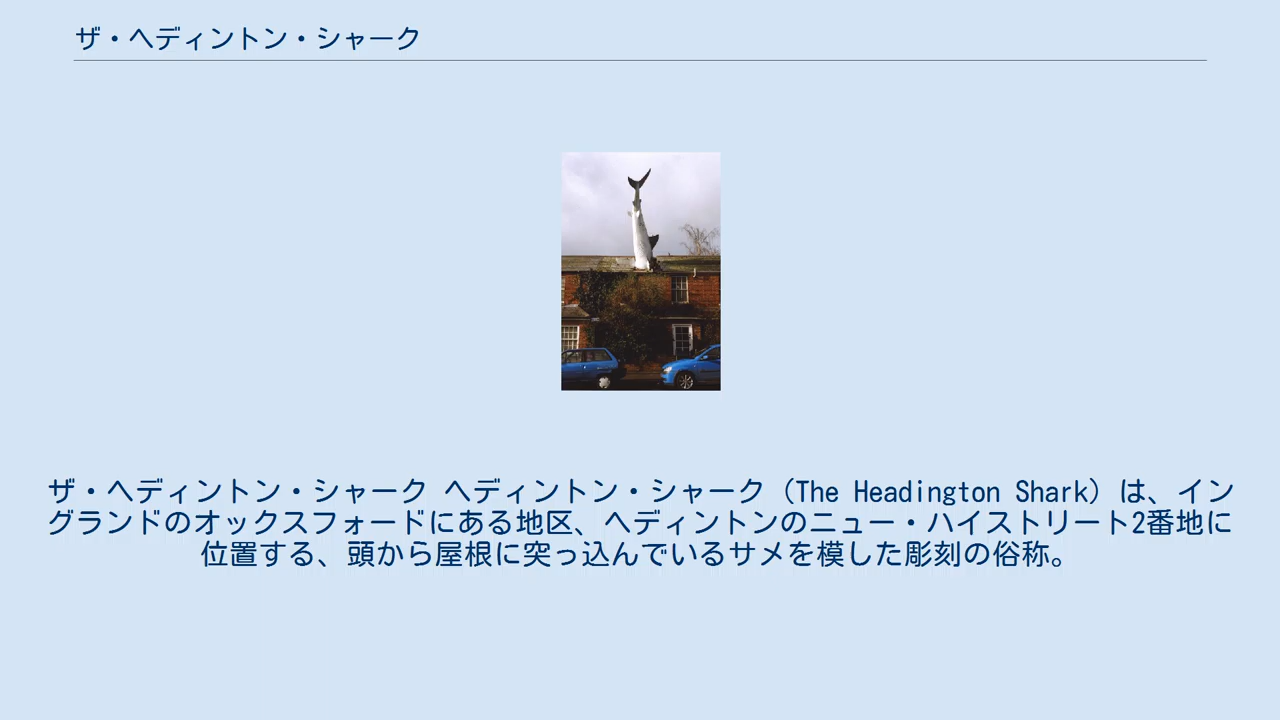 ザ・ヘディントン・シャーク
ザ・ヘディントン・シャーク ヘディントン・シャーク（The Headington Shark）は、イン
グランドのオックスフォードにある地区、ヘディントンのニュー・ハイストリート2番地に
位置する、頭から屋根に突っ込んでいるサメを模した彫刻の俗称。